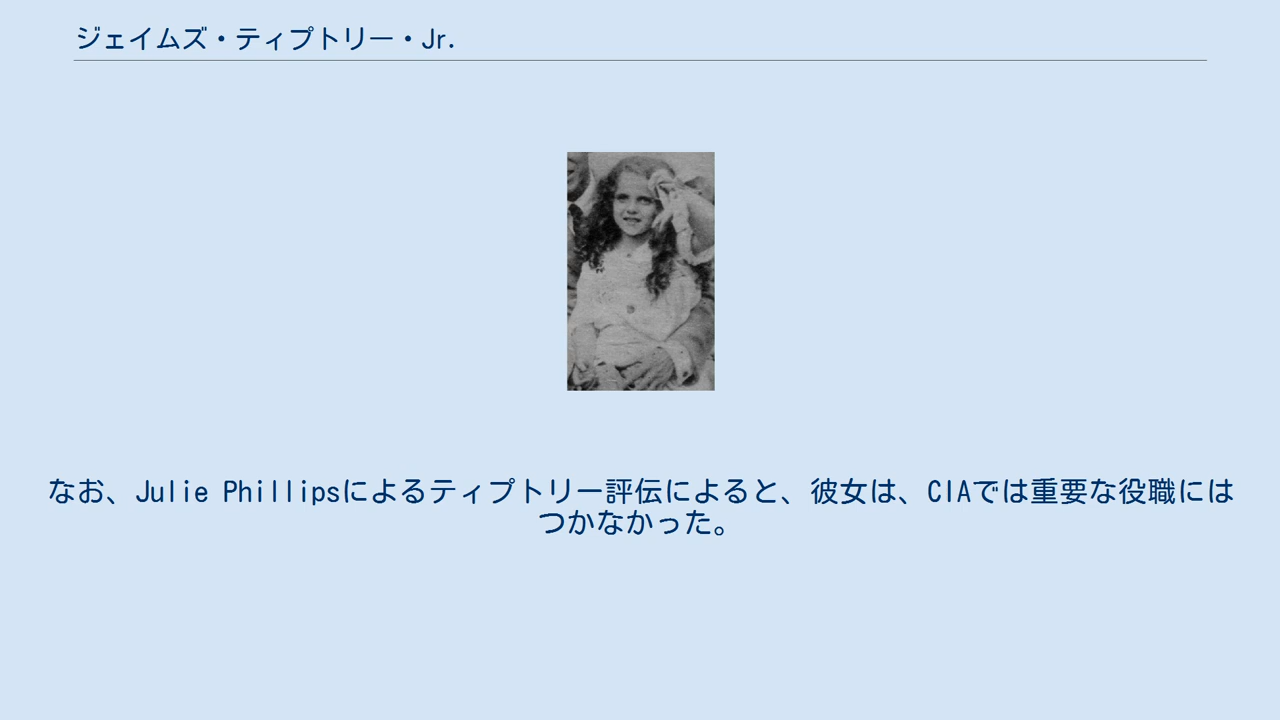 ジェイムズ・ティプトリー・Jr.
なお、Julie Phillipsによるティプトリー評伝によると、彼女は、CIAでは重要な役職には
つかなかった。